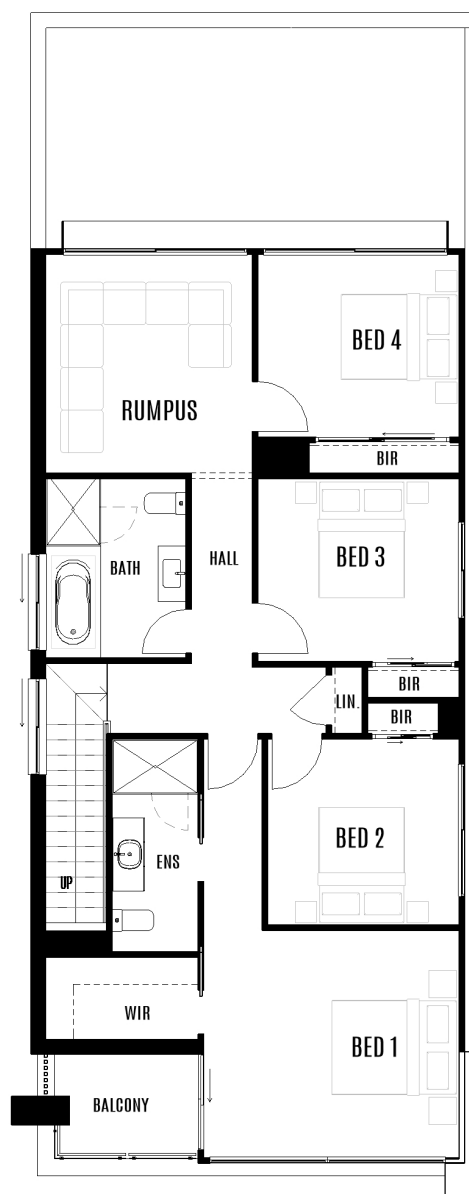 BED 4
RUMPUS
BIR
BATH
HALL
BED 3
BIR
LIN.
BIR
BED 2
ENS
UP
WIR
BED 1
BALCONY